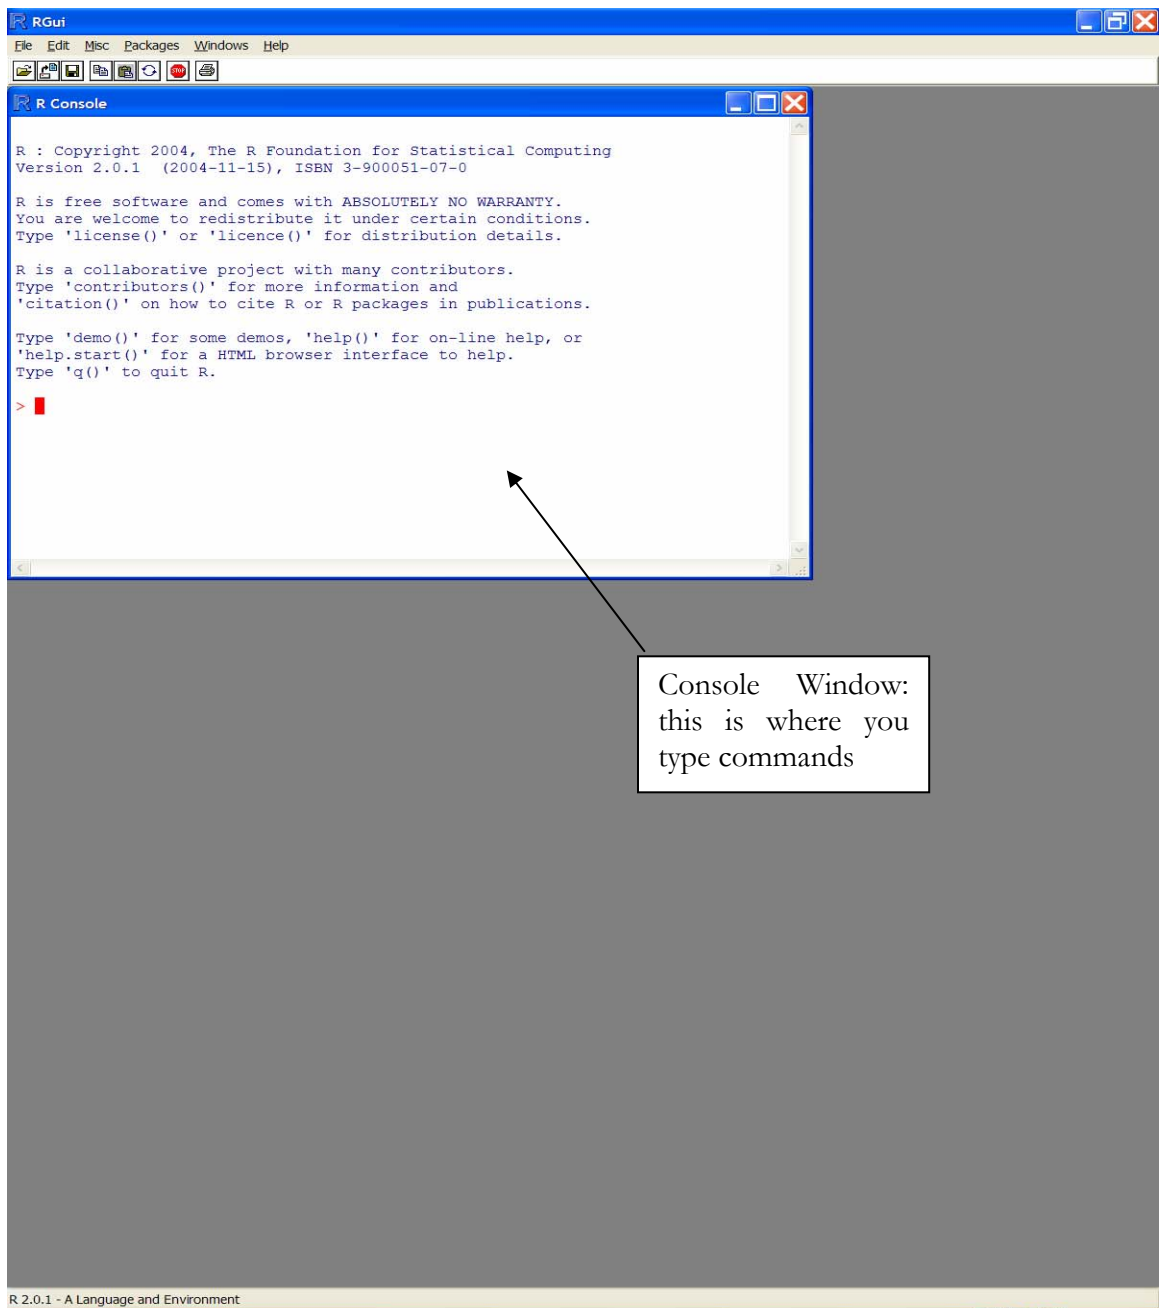 RGui
File Edit Misc Packages Windows Help
STOP
R Console
R : Copyright 2004, The R Foundation for Statistical Computing
Version 2.0.1  (2004-11-15), ISBN 3-900051-07-0
R is free software and comes with ABSOLUTELY NO WARRANTY.
You are welcome to redistribute it under certain conditions.
Type 'license()' or 'licence()' for distribution details.
R is a collaborative project with many contributors.
Type 'contributors()' for more information and
'citation()' on how to cite R or R packages in publications.
Type 'demo()' for some demos, 'help()' for on-line help, or
'help.start()' for a HTML browser interface to help.
Type 'q()' to quit R.
>
Console Window:
this is where you
type commands
R 2.0.1 - A Language and Environment